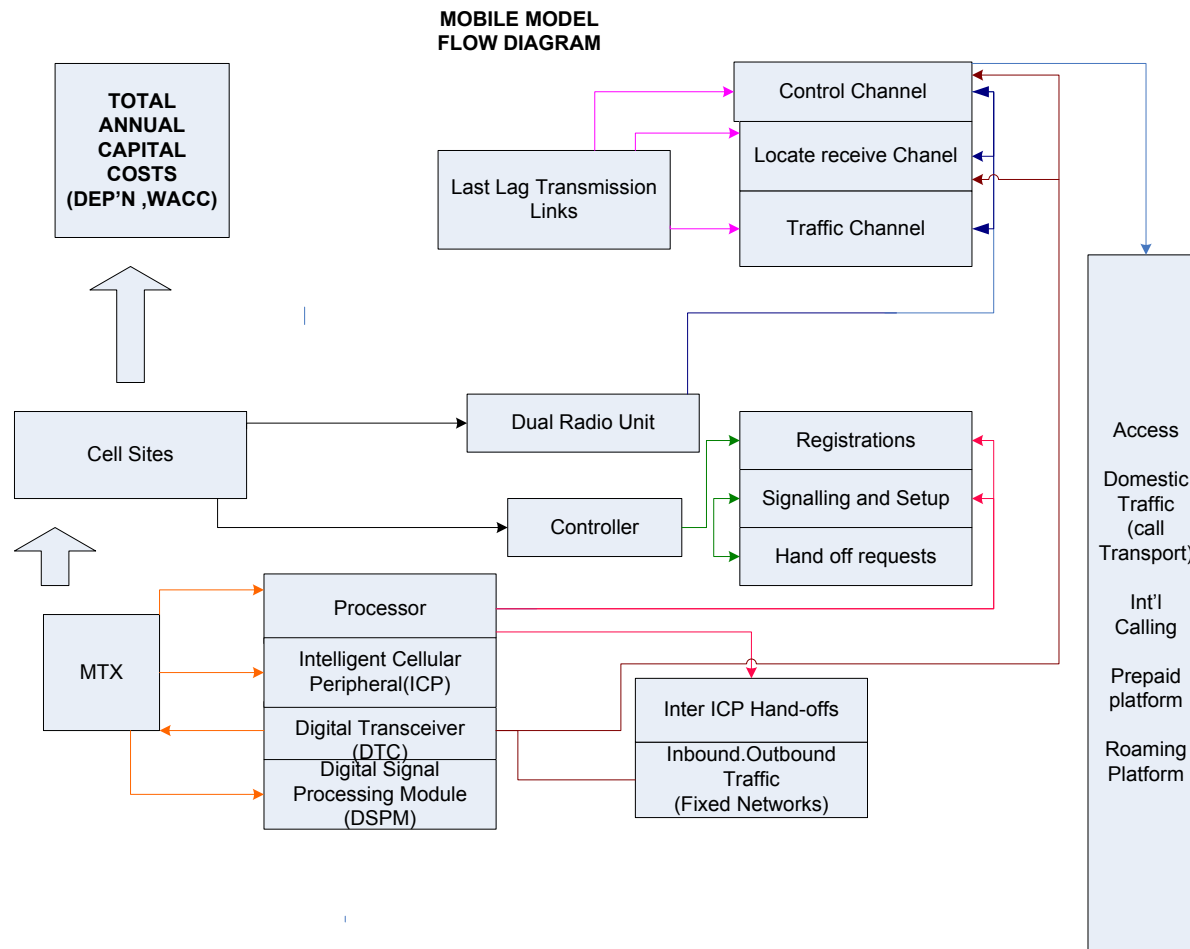 MOBILE MODEL
FLOW DIAGRAM
TOTAL
ANNUAL
CAPITAL
COSTS
(DEP'N ,WACC)
Control Channel
Locate receive Chanel
Traffic Channel
Last Lag Transmission
Links
Cell Sites
Dual Radio Unit
Controller
Registrations
Signalling and Setup
Hand off requests
MTX
Processor
Intelligent Cellular
Peripheral(ICP)
Digital Transceiver
(DTC)
Digital Signal
Processing Module
(DSPM)
Inter ICP Hand-offs
Inbound.Outbound
Traffic
(Fixed Networks)
Access
Domestic
Traffic
(call
Transport)
Int'l
Calling
Prepaid
platform
Roaming
Platform